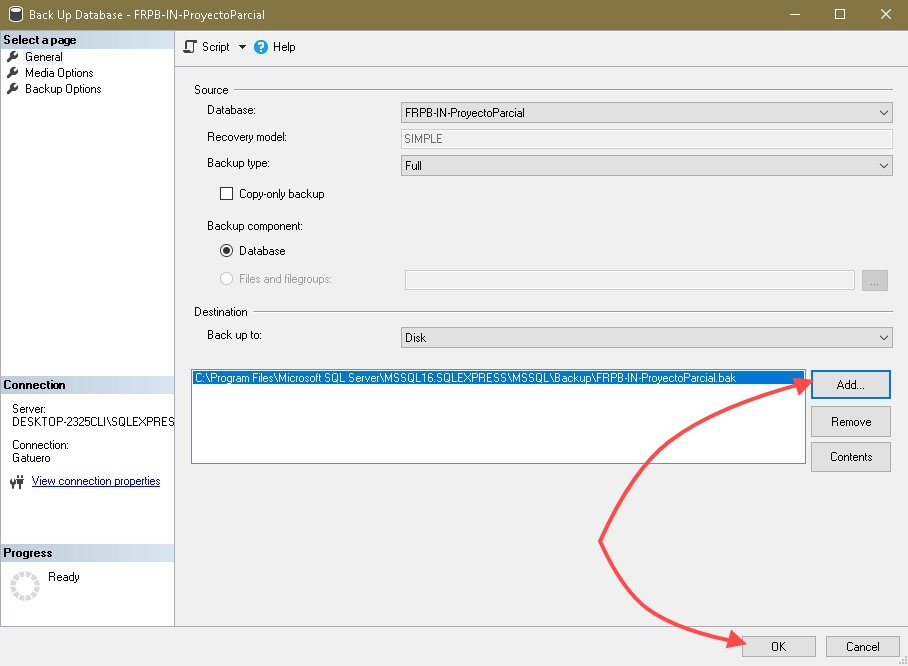 Back Up Database - FRPB-IN-ProyectoParcial
Select a page
General
Media Options
Backup Options
Script
Help
Source
Database:
FRPB-IN-ProyectoParcial
Recovery model:
SIMPLE
Backup type:
Full
Copy-only backup
Backup component:
Database
Files and filegroups:
...
Destination
Back up to:
Disk
C:\Program Files\Microsoft SQL Server\MSSQL16.SQLEXPRESS\MSSQL\Backup\FRPB-IN-ProyectoParcial.bak
Add...
Remove
Contents
Connection
Server:
DESKTOP-2325CLI\SQLEXPRES
Connection:
Gatuero
View connection properties
Progress
Ready
OK
Cancel